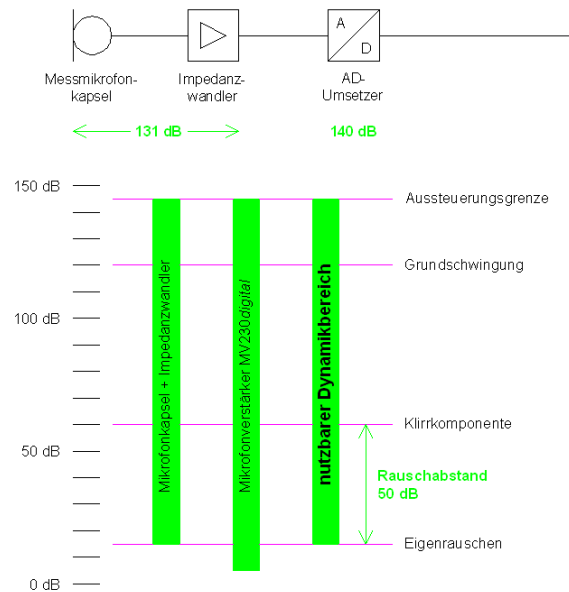 A
D
Messmikrofon-
kapsel
Impedanz-
wandler
AD-
Umsetzer
131 dB
140 dB
150 dB
100 dB
50 dB
0 dB
Mikrofonkapsel + Impedanzwandler
Mikrofonverstärker MV230digital
nutzbarer Dynamikbereich
Aussteuerungsgrenze
Grundschwingung
Klirrkomponente
Rauschabstand
50 dB
Eigenrauschen